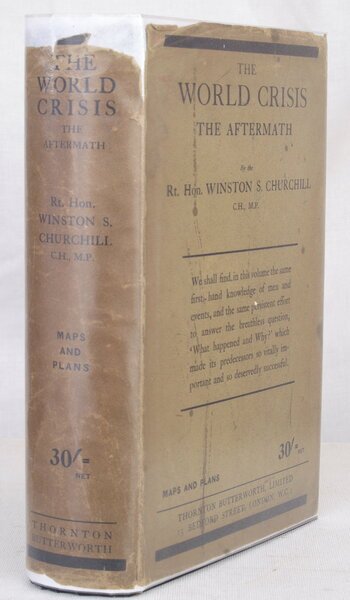 THE
WORLD
CRISIS
THE
AFTERMATH
Rt. Hon.
WINSTON S.
CHURCHILL
C.H., M.P.
MAPS
AND
PLANS
30/=
NET
THORNTON
BUTTERWORTH
THE
WORLD CRISIS
THE AFTERMATH
By the
Rt. Hon. WINSTON S. CHURCHILL
C.H., M.P.
We shall find in this volume the same
first-hand knowledge of men and
events, and the same persistent effort
to answer the breathless question,
‘What happened and Why?’ which
made its predecessors so vitally im-
portant and so deservedly successful.
MAPS AND PLANS
30/=
NET
THORNTON BUTTERWORTH, LIMITED
15 BEDFORD STREET, LONDON, W.C.2